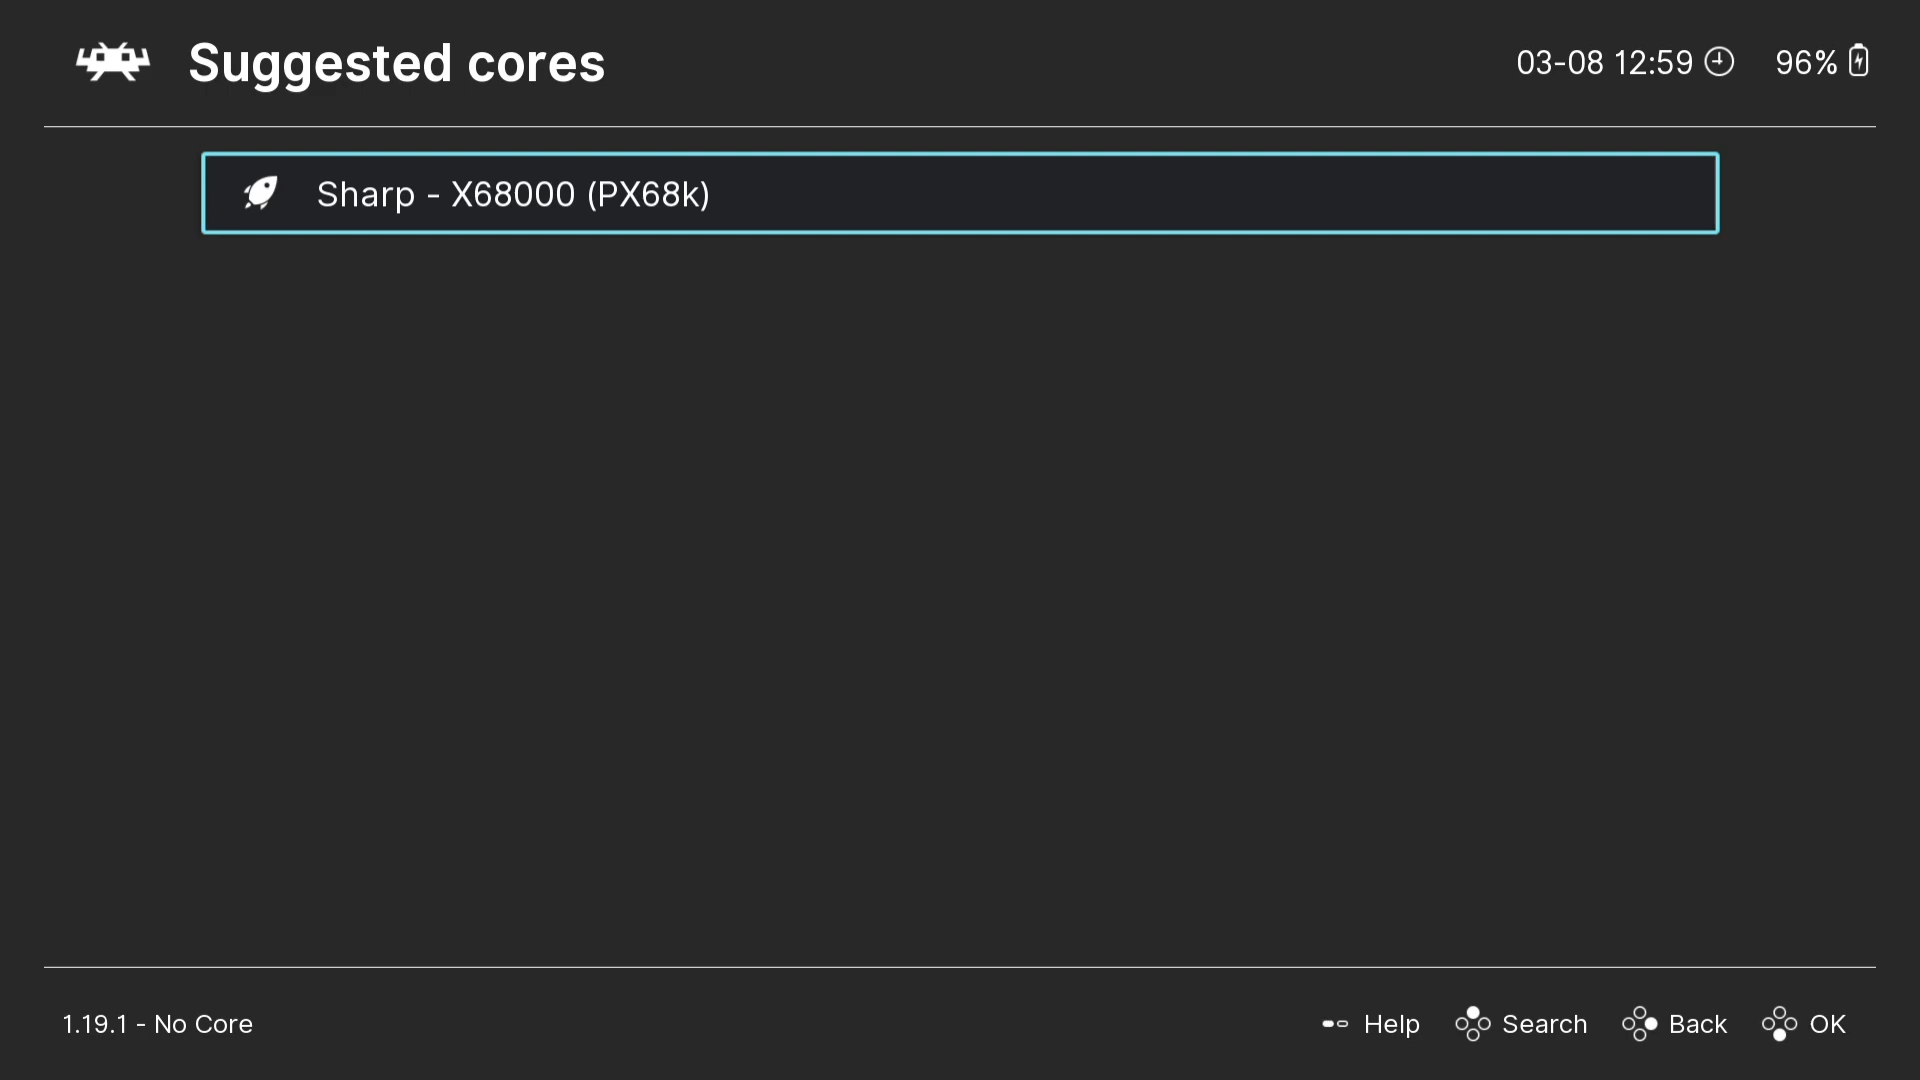 Suggested cores
03-08 12:59
96%
Sharp - X68000 (PX68k)
1.19.1 - No Core
Help
Search
Back
OK